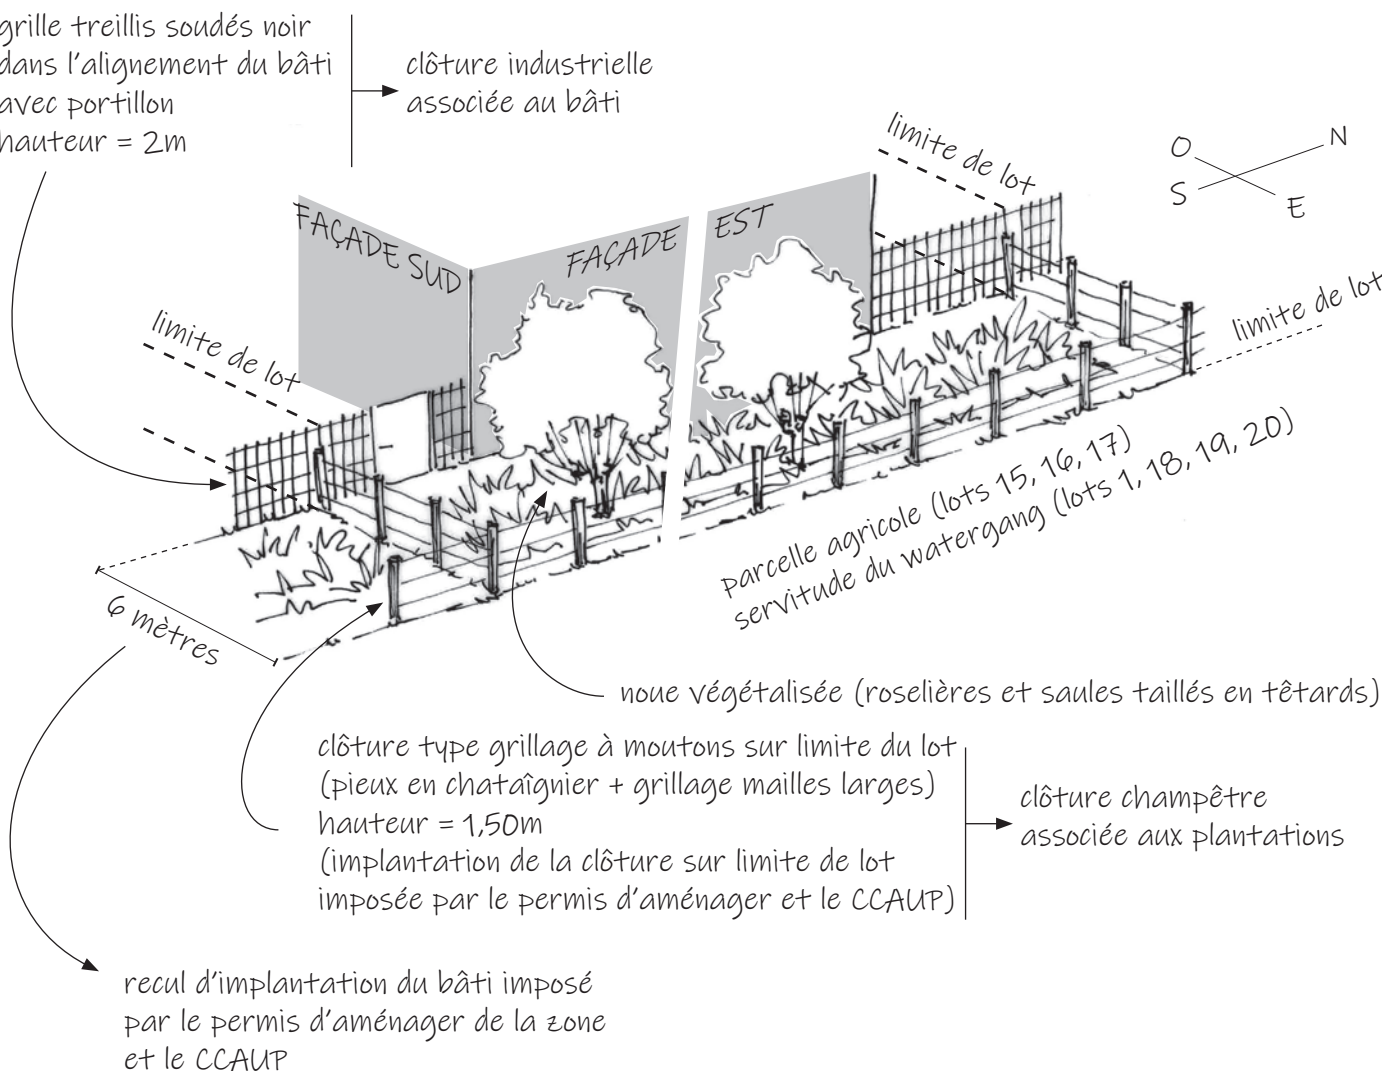 grille treillis soudés noir
dans l'alignement du bâti
avec portillon
hauteur = 2m
clôture industrielle
associée au bâti
limite de lot
O
N
S
E
FAÇADE SUD
FAÇADE EST
limite de lot
limite de lot
parcelle agricole (lots 15, 16, 17)
servitude du watergang (lots 1, 18, 19, 20)
6 mètres
noue végétalisée (roselières et saules taillés en têtards)
clôture type grillage à moutons sur limite du lot
(pieux en chataîgnier + grillage mailles larges)
hauteur = 1,50m
(implantation de la clôture sur limite de lot
imposée par le permis d'aménager et le CCAUP)
clôture champêtre
associée aux plantations
recul d'implantation du bâti imposé
par le permis d'aménager de la zone
et le CCAUP